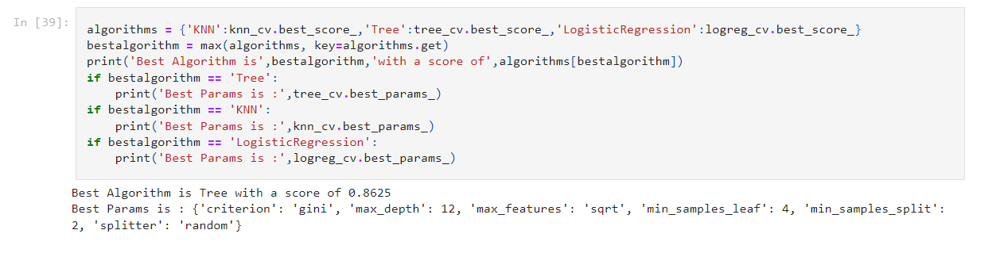 In [39]:
algorithms = {'KNN':knn_cv.best_score_,'Tree':tree_cv.best_score_,'LogisticRegression':logreg_cv.best_score_}
bestalgorithm = max(algorithms, key=algorithms.get)
print('Best Algorithm is',bestalgorithm,'with a score of',algorithms[bestalgorithm])
if bestalgorithm == 'Tree':
    print('Best Params is :',tree_cv.best_params_)
if bestalgorithm == 'KNN':
    print('Best Params is :',knn_cv.best_params_)
if bestalgorithm == 'LogisticRegression':
    print('Best Params is :',logreg_cv.best_params_)
Best Algorithm is Tree with a score of 0.8625
Best Params is : {'criterion': 'gini', 'max_depth': 12, 'max_features': 'sqrt', 'min_samples_leaf': 4, 'min_samples_split':
2, 'splitter': 'random'}